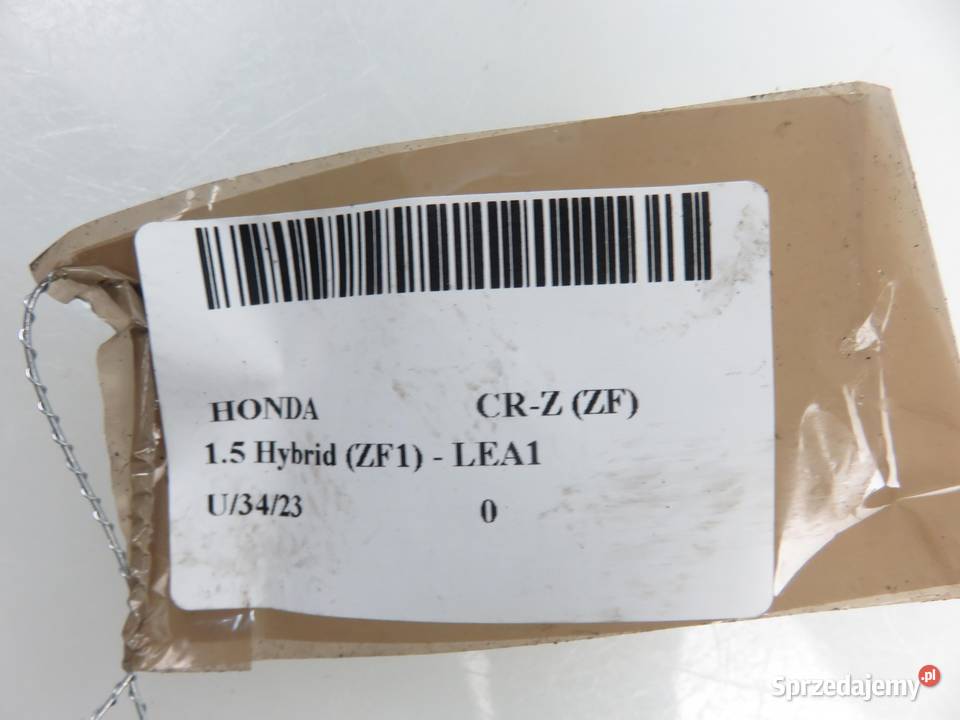 HONDA CR-Z (ZF)
1.5 Hybrid (ZF1) - LEA1
U/34/23 0
Sprzedajemy.pl